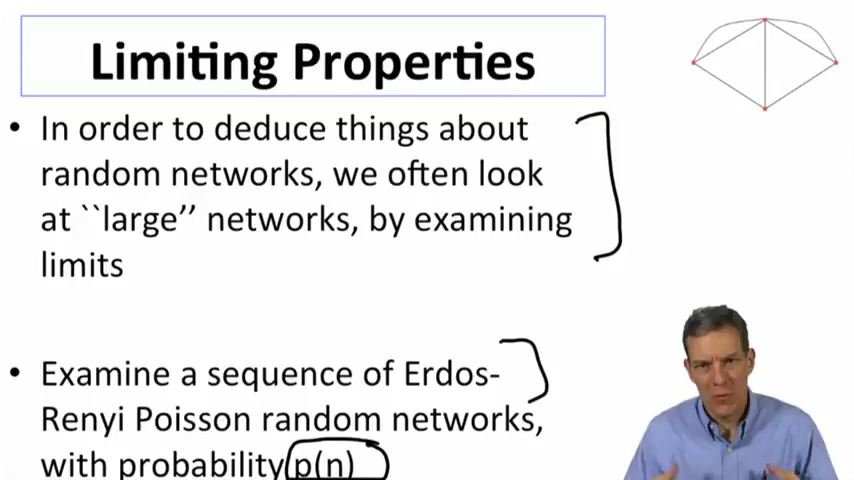 Limiting Properties
• In order to deduce things about
random networks, we often look
at ``large’’ networks, by examining
limits
• Examine a sequence of Erdos-
Renyi Poisson random networks,
with probability p(n)